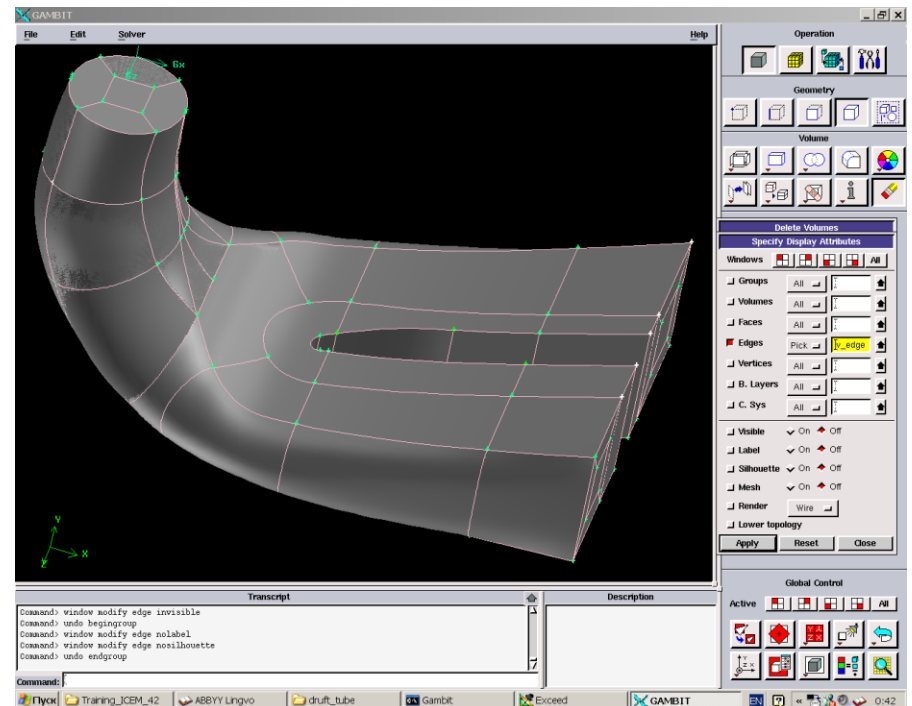 GAMBIT
File Edit Solver Help
Operation
Geometry
Volume
Delete Volumes
Specify Display Attributes
Windows All
Groups All
Volumes All
Faces All
Edges Pick v_edge
Vertices All
B. Layers All
C. Sys All
Visible On Off
Label On Off
Silhouette On Off
Mesh On Off
Render Wire
Lower topology
Apply Reset Close
Gx
Y
X
Z
Transcript
Description
Command> window modify edge invisible
Command> undo begingroup
Command> window modify edge nolabel
Command> window modify edge nosilhouette
Command> undo endgroup
Command:
Global Control
Active All
Пуск Training_ICEM_42 ABBYY Lingvo druft_tube Gambit Exceed GAMBIT EN 0:42